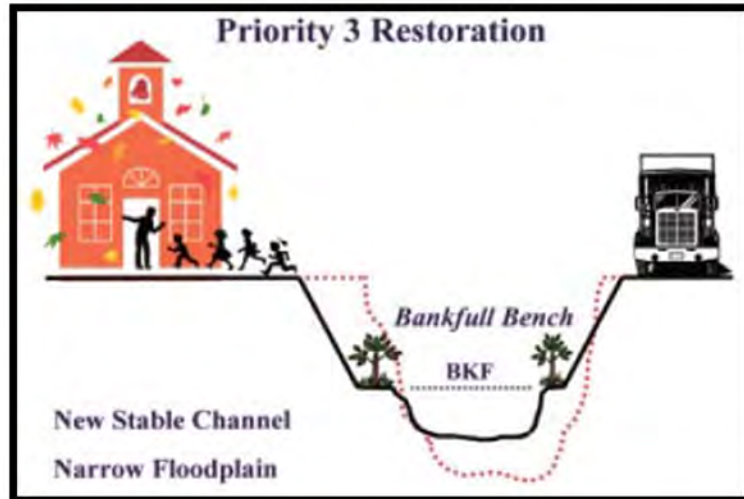 Priority 3 Restoration
Bankfull Bench
BKF
New Stable Channel
Narrow Floodplain